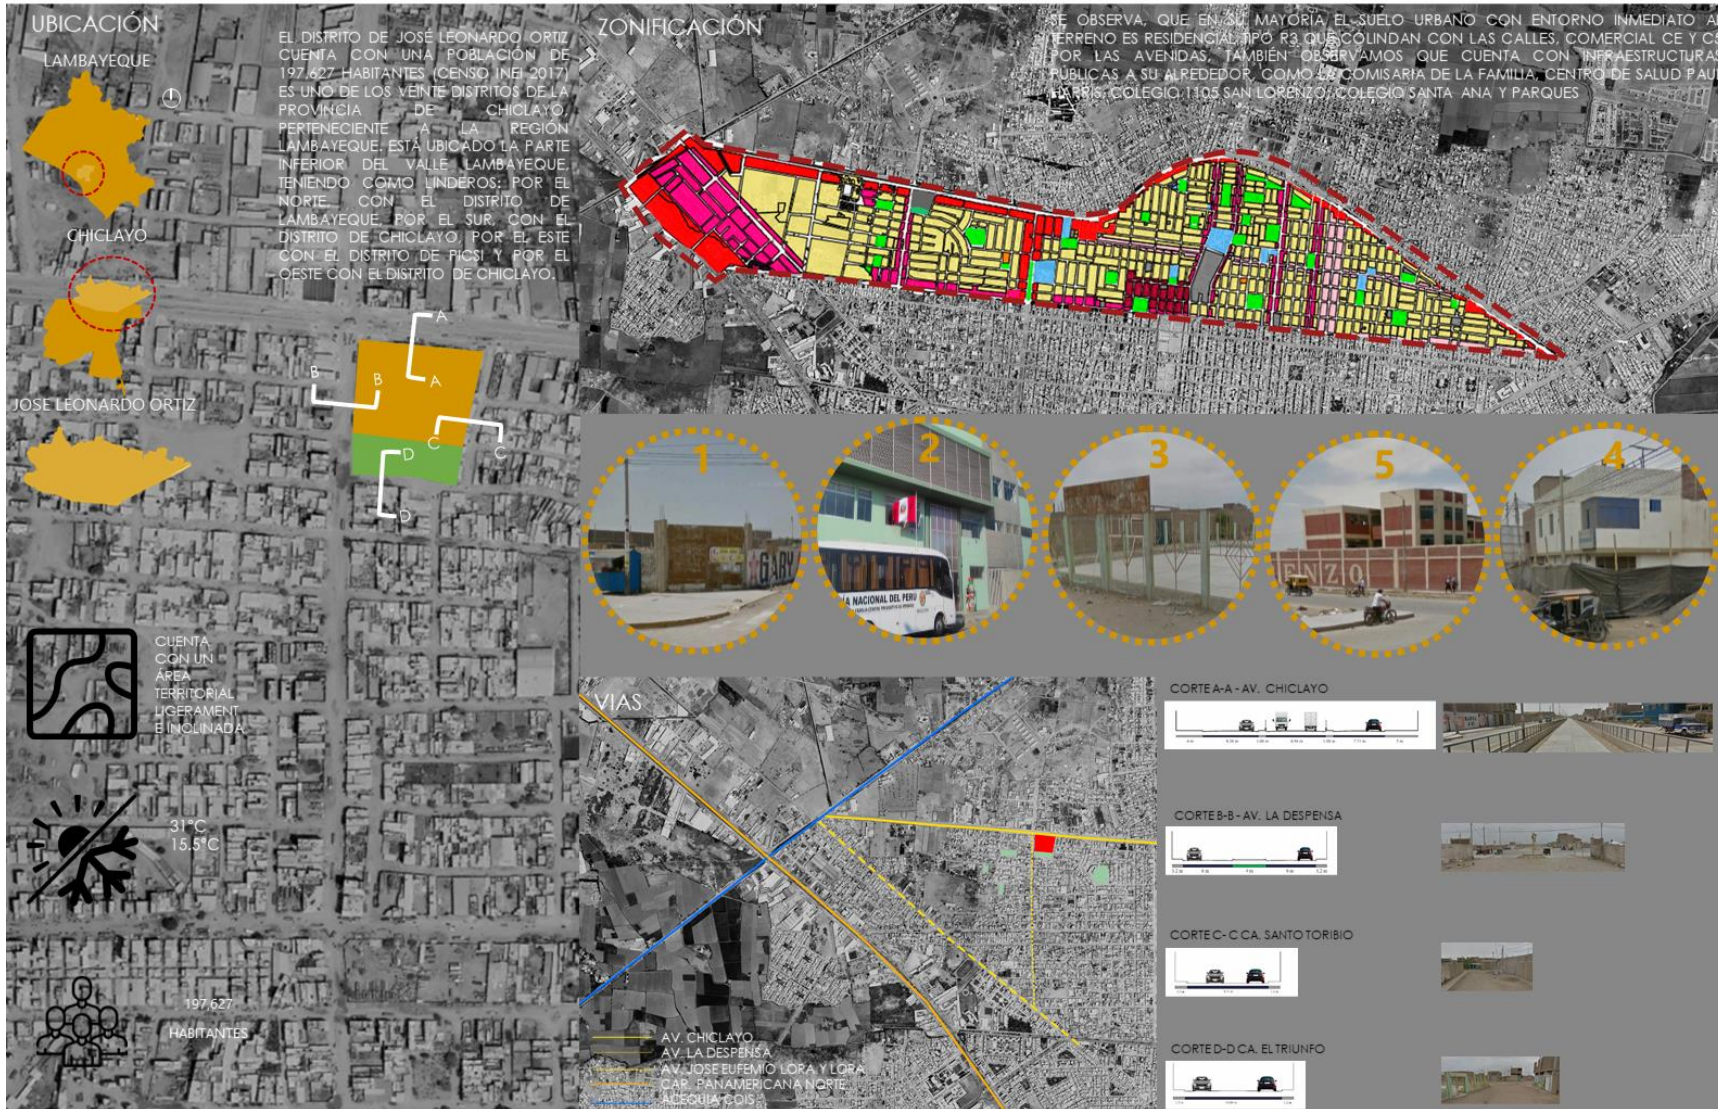 UBICACIÓN
LAMBAYEQUE
CHICLAYO
JOSE LEONARDO ORTIZ
EL DISTRITO DE JOSÉ LEONARDO ORTIZ
CUENTA CON UNA POBLACIÓN DE
197,627 HABITANTES (CENSO INEI 2017)
ES UNO DE LOS VEINTE DISTRITOS DE LA
PROVINCIA DE CHICLAYO,
PERTENECIENTE A LA REGIÓN
LAMBAYEQUE. ESTÁ UBICADO LA PARTE
INFERIOR DEL VALLE LAMBAYEQUE,
TENIENDO COMO LINDEROS: POR EL
NORTE, CON EL DISTRITO DE
LAMBAYEQUE, POR EL SUR, CON EL
DISTRITO DE CHICLAYO, POR EL ESTE
CON EL DISTRITO DE PICSI Y POR EL
OESTE CON EL DISTRITO DE CHICLAYO.
A
A
B
B
C
C
D
D
CUENTA
CON UN
ÁREA
TERRITORIAL
LIGERAMENT
E INCLINADA
31°C
15.5°C
197,627
HABITANTES
ZONIFICACIÓN
SE OBSERVA, QUE EN SU MAYORÍA EL SUELO URBANO CON ENTORNO INMEDIATO A
TERRENO ES RESIDENCIAL TIPO R3 QUE COLINDAN CON LAS CALLES, COMERCIAL CE Y C5
POR LAS AVENIDAS, TAMBIÉN OBSERVAMOS QUE CUENTA CON INFRAESTRUCTURAS
PÚBLICAS A SU ALREDEDOR, COMO LA COMISARIA DE LA FAMILIA, CENTRO DE SALUD PAUL
HARRIS, COLEGIO 1105 SAN LORENZO, COLEGIO SANTA ANA Y PARQUES
1
2
3
5
4
GABY
A NACIONAL DEL PERÚ
ENZO
VIAS
AV. CHICLAYO
AV. LA DESPENSA
AV. JOSE EUFEMIO LORA Y LORA
CAR. PANAMERICANA NORTE
ACEQUIA COIS
CORTE A-A - AV. CHICLAYO
CORTE B-B - AV. LA DESPENSA
CORTE C-C CA. SANTO TORIBIO
CORTE D-D CA. EL TRIUNFO